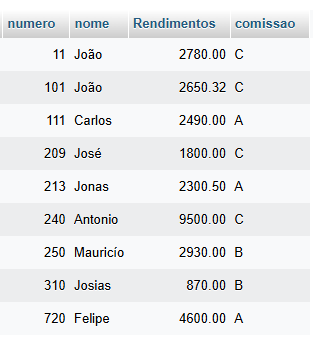 numero nome Rendimentos comissao
11 João 2780.00 C
101 João 2650.32 C
111 Carlos 2490.00 A
209 José 1800.00 C
213 Jonas 2300.50 A
240 Antonio 9500.00 C
250 Mauricío 2930.00 B
310 Josias 870.00 B
720 Felipe 4600.00 A